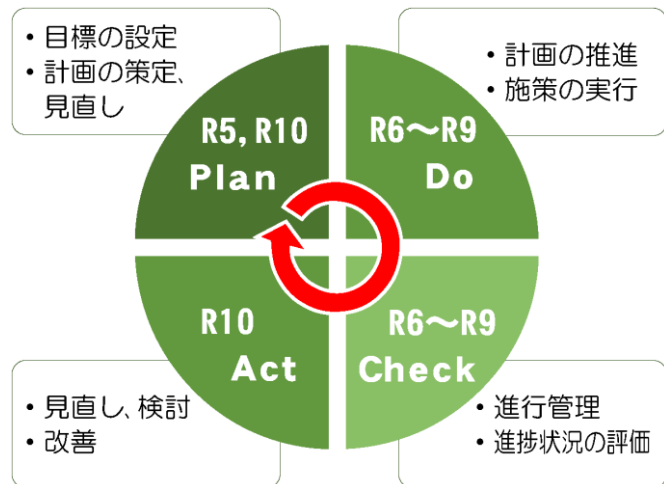 • 目標の設定
• 計画の策定、
見直し
• 計画の推進
• 施策の実行
R5, R10
Plan
R6～R9
Do
R10
Act
R6～R9
Check
• 見直し、検討
• 改善
• 進行管理
• 進捗状況の評価